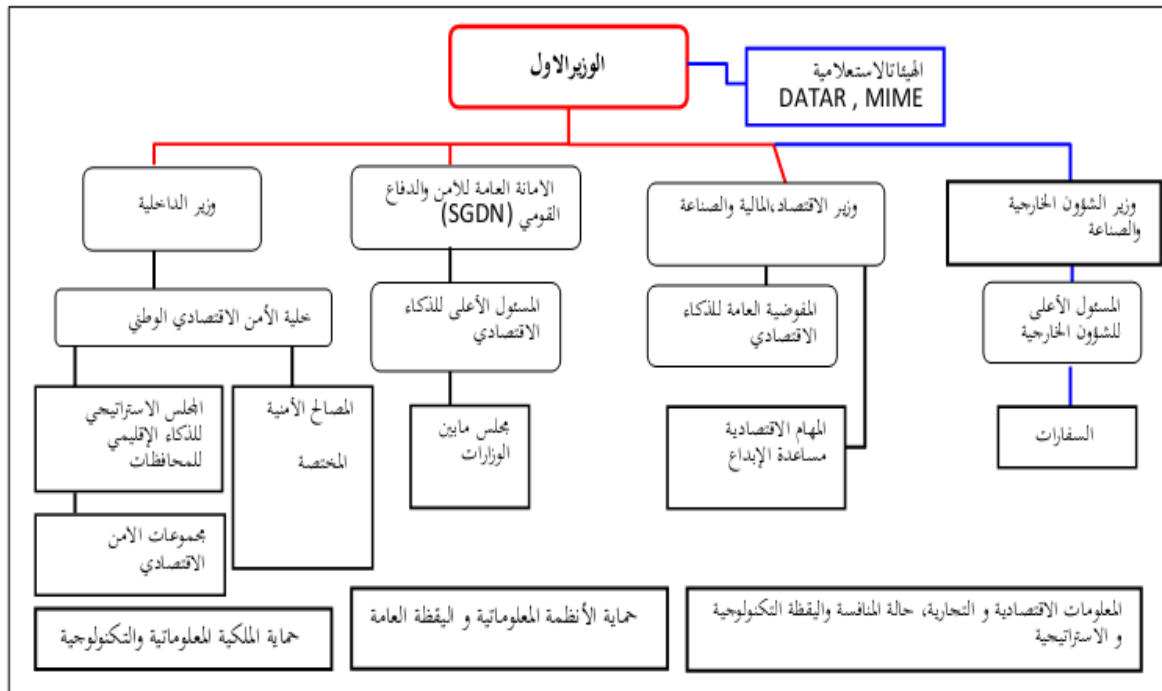 الوزيرالاول
الهيئاتالاستعلامية
DATAR , MIME
وزير الداخلية
الامانة العامة للأمن والدفاع
القومي (SGDN)
وزير الاقتصاد،المالية والصناعة
وزير الشؤون الخارجية
والصناعة
خلية الأمن الاقتصادي الوطني
المسئول الأعلى للذكاء
الاقتصادي
المفوضية العامة للذكاء
الاقتصادي
المسئول الأعلى
للشؤون الخارجية
المجلس الاستراتيجي
للذكاء الإقليمي
للمحافظات
المصالح الأمنية
المختصة
مجلس مابين
الوزارات
المهام الاقتصادية
مساعدة الإبداع
السفارات
مجموعات الامن
الاقتصادي
حماية الملكية المعلوماتية والتكنولوجية
حماية الأنظمة المعلوماتية و اليقظة العامة
المعلومات الاقتصادية و التجارية، حالة المنافسة واليقظة التكنولوجية
و الاستراتيجية